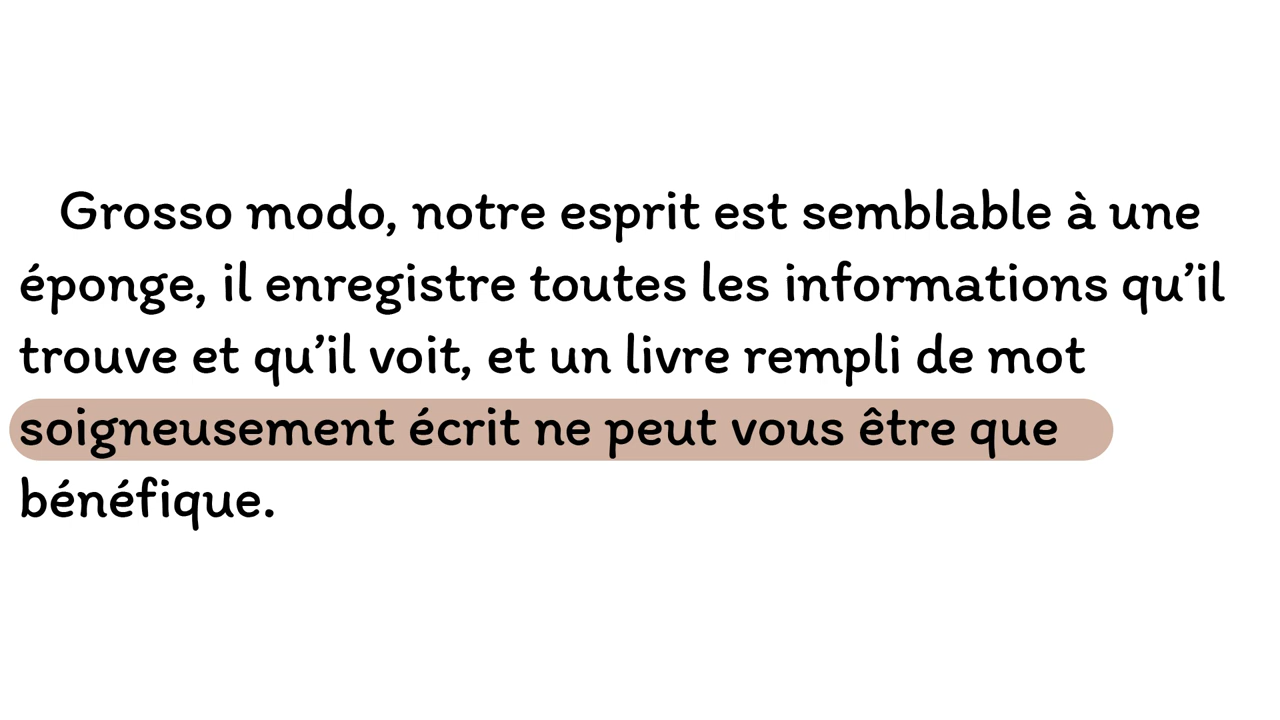 Grosso modo, notre esprit est semblable à une
éponge, il enregistre toutes les informations qu’il
trouve et qu’il voit, et un livre rempli de mot
soigneusement écrit ne peut vous être que
bénéfique.